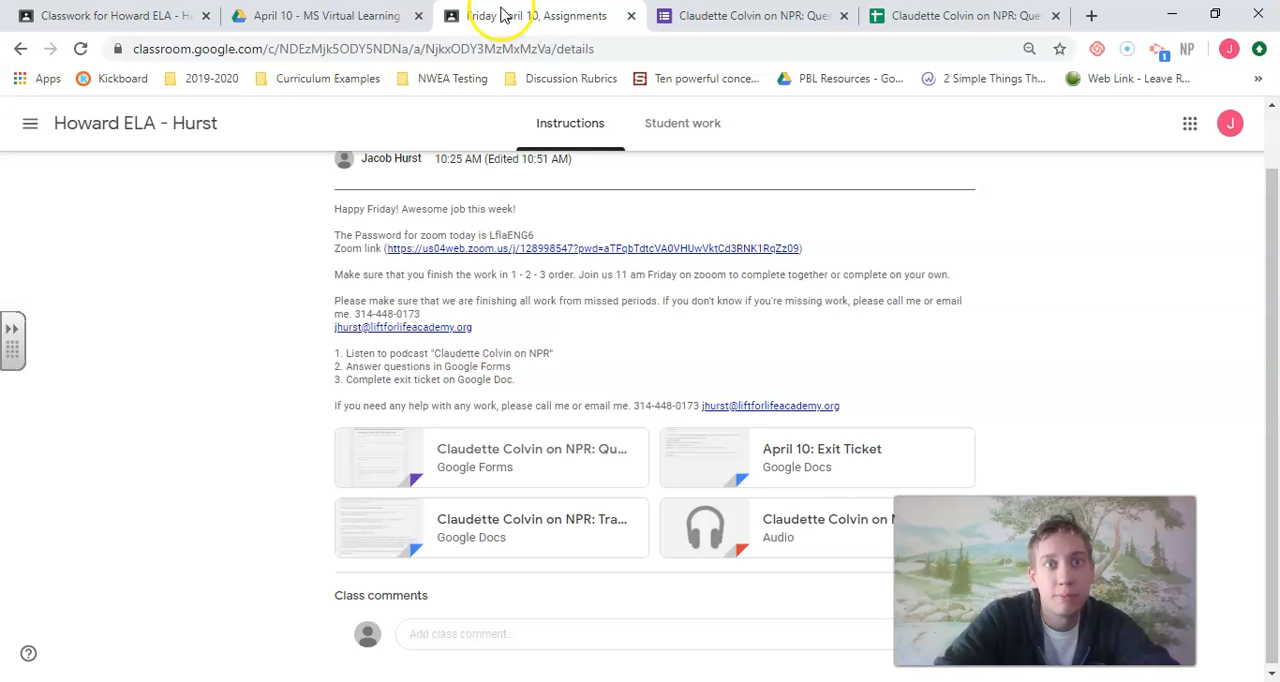 Classwork for Howard ELA - H
April 10 - MS Virtual Learning
Friday April 10, Assignments
Claudette Colvin on NPR: Ques
Claudette Colvin on NPR: Que
classroom.google.com/c/NDEzMjk5ODY5NDNa/a/NjkxODY3MzMxMzVa/details
NP
J
1
Apps
Kickboard
2019-2020
Curriculum Examples
NWEA Testing
Discussion Rubrics
Ten powerful conce...
PBL Resources - Go...
2 Simple Things Th...
Web Link - Leave R...
Howard ELA - Hurst
Instructions
Student work
J
Jacob Hurst 10:25 AM (Edited 10:51 AM)
Happy Friday! Awesome job this week!
The Password for zoom today is LflaENG6
Zoom link (https://us04web.zoom.us/j/128998547?pwd=aTFqbTdtcVA0VHUwVktCd3RNK1RqZz09)
Make sure that you finish the work in 1 - 2 - 3 order. Join us 11 am Friday on zooom to complete together or complete on your own.
Please make sure that we are finishing all work from missed periods. If you don't know if you're missing work, please call me or email
me. 314-448-0173
jhurst@liftforlifeacademy.org
1. Listen to podcast "Claudette Colvin on NPR"
2. Answer questions in Google Forms
3. Complete exit ticket on Google Doc.
If you need any help with any work, please call me or email me. 314-448-0173 jhurst@liftforlifeacademy.org
Claudette Colvin on NPR: Qu...
Google Forms
April 10: Exit Ticket
Google Docs
Claudette Colvin on NPR: Tra...
Google Docs
Claudette Colvin on N
Audio
Class comments
Add class comment...